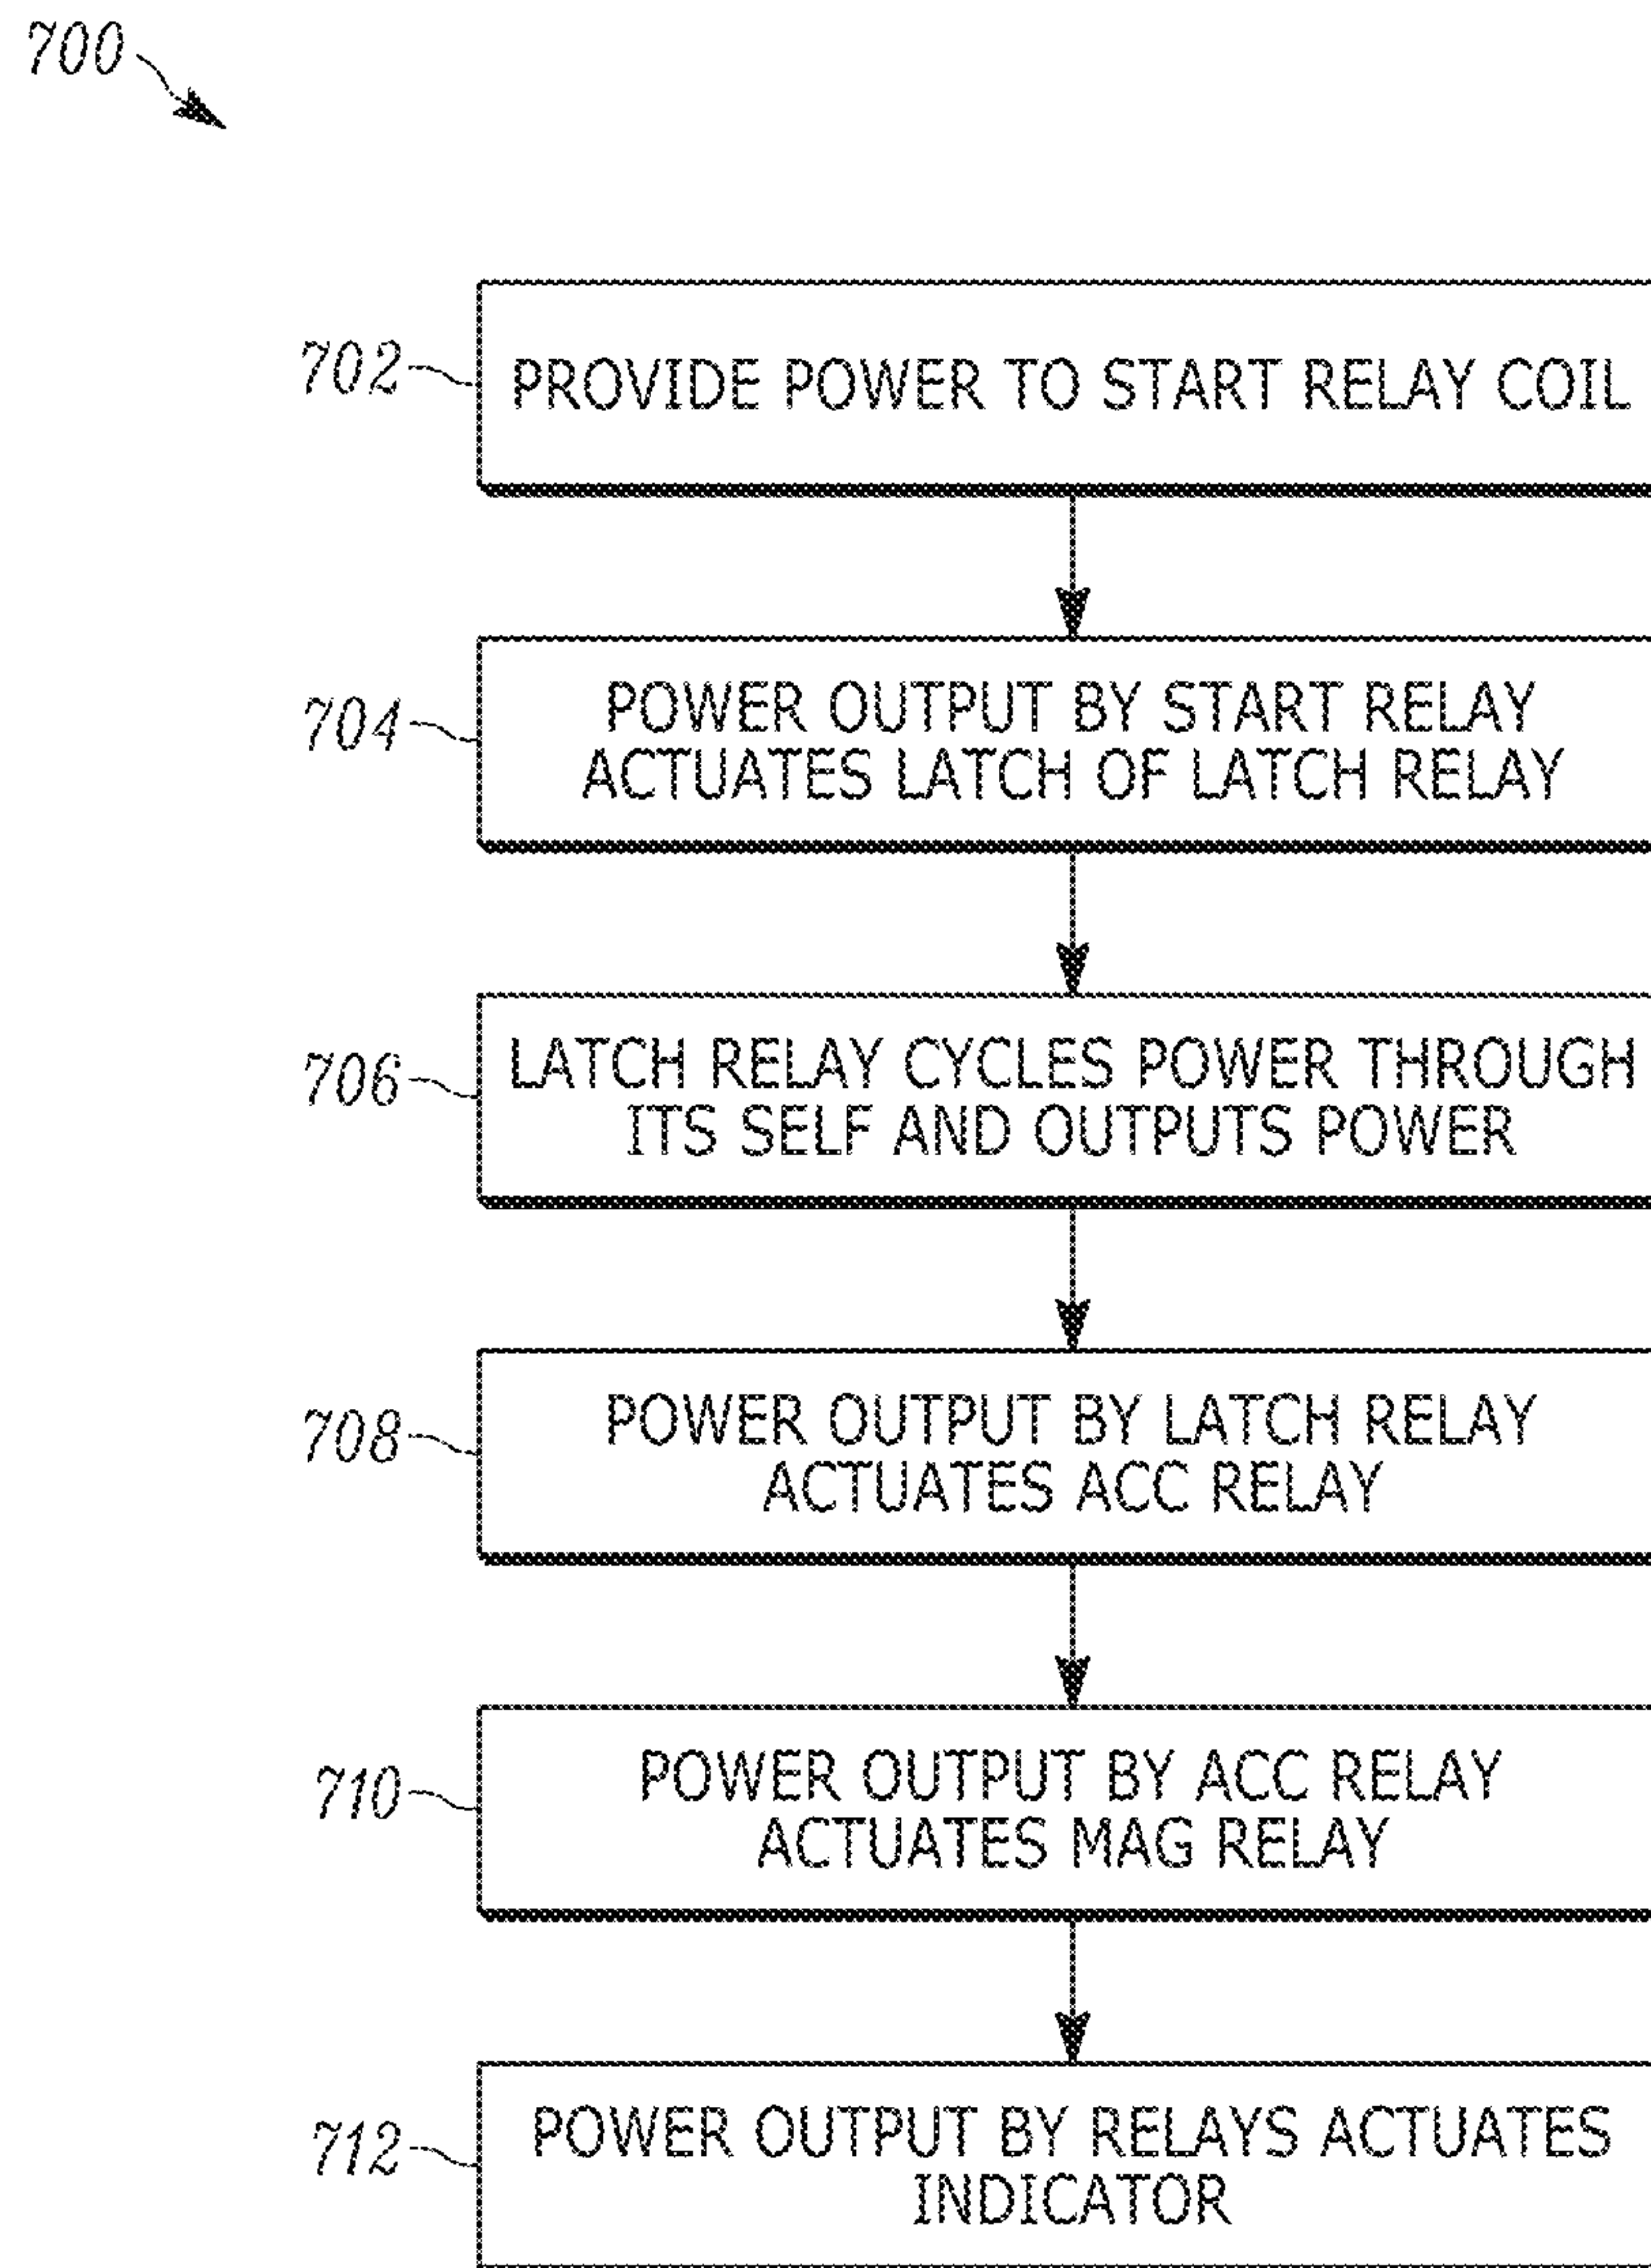 700
702
PROVIDE POWER TO START RELAY COIL
704
POWER OUTPUT BY START RELAY
ACTUATES LATCH OF LATCH RELAY
706
LATCH RELAY CYCLES POWER THROUGH
ITS SELF AND OUTPUTS POWER
708
POWER OUTPUT BY LATCH RELAY
ACTUATES ACC RELAY
710
POWER OUTPUT BY ACC RELAY
ACTUATES MAG RELAY
712
POWER OUTPUT BY RELAYS ACTUATES
INDICATOR